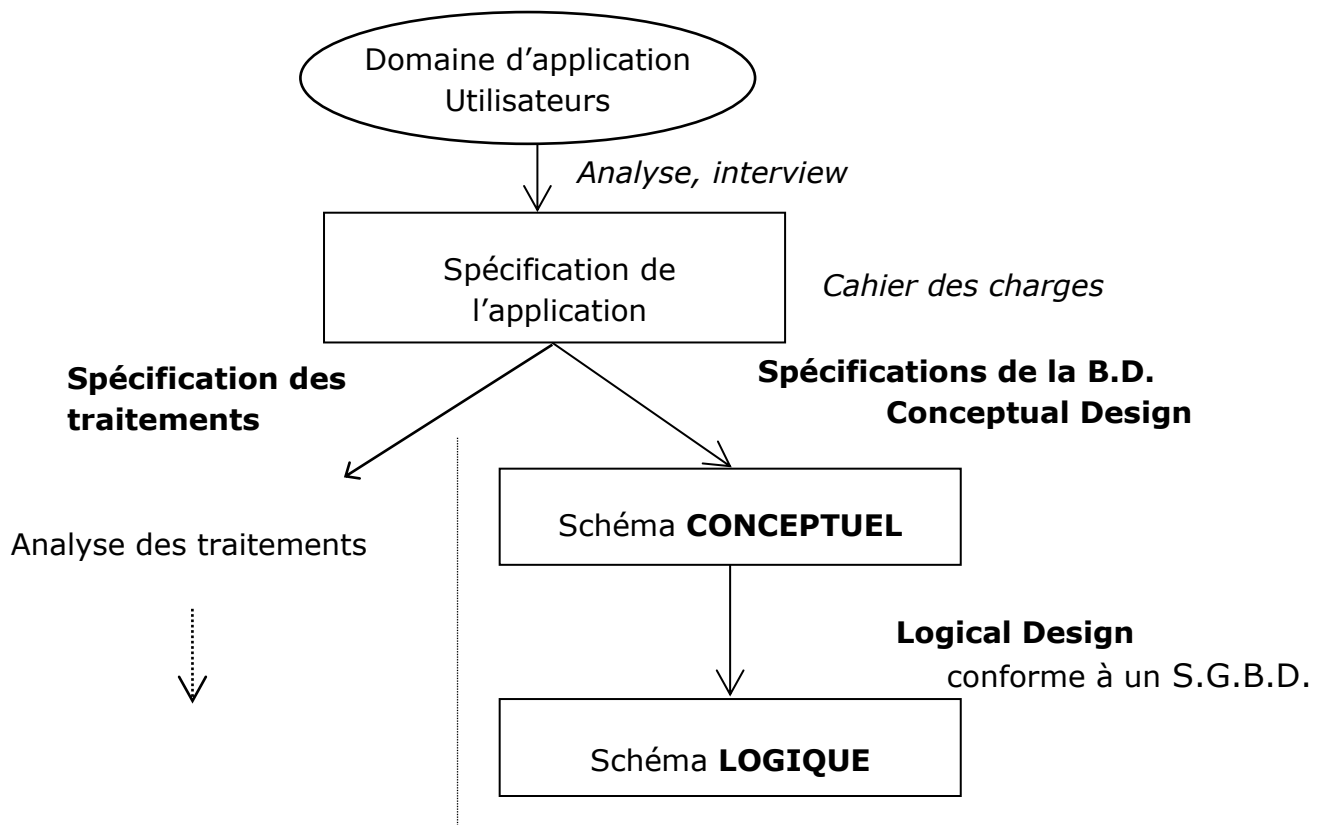 Domaine d’application
Utilisateurs
Analyse, interview
Spécification de
l’application
Cahier des charges
Spécification des
traitements
Spécifications de la B.D.
Conceptual Design
Schéma CONCEPTUEL
Analyse des traitements
Logical Design
conforme à un S.G.B.D.
Schéma LOGIQUE